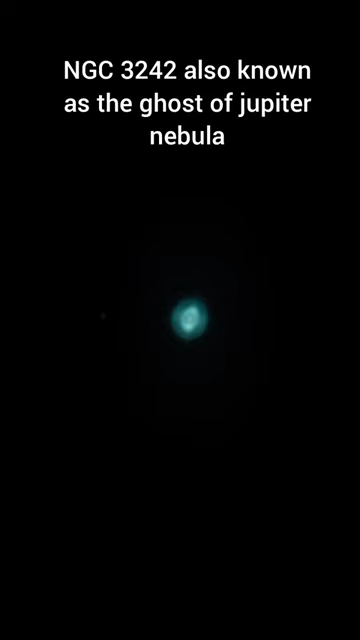 NGC 3242 also known
as the ghost of jupiter
nebula